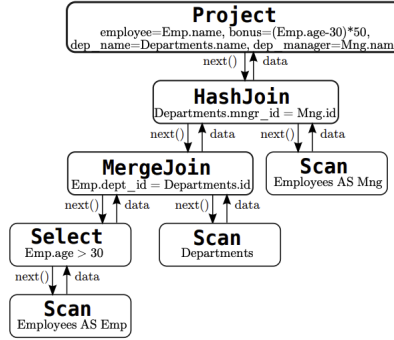 Project
employee=Emp.name, bonus=(Emp.age-30)*50,
dep_name=Departments.name, dep_manager=Mng.nam
next() data
HashJoin
Departments.mngr_id = Mng.id
next() data next() data
MergeJoin
Emp.dept_id = Departments.id
Scan
Employees AS Mng
next() data next() data
Select
Emp.age > 30
Scan
Departments
next() data
Scan
Employees AS Emp